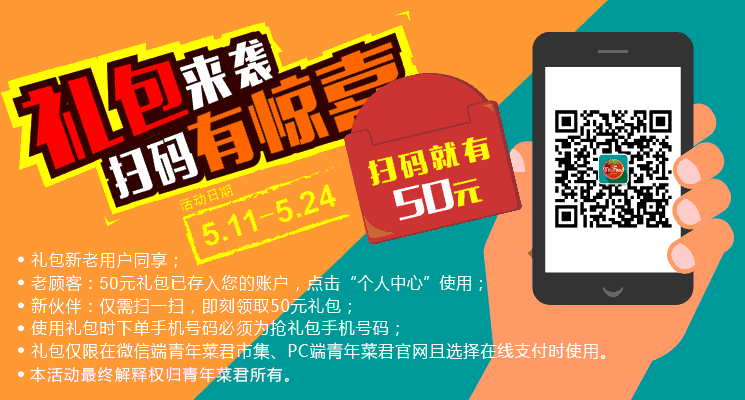 礼包来袭
扫码有惊喜
活动日期
5.11-5.24
扫码就有
50元
• 礼包新老用户同享；
• 老顾客：50元礼包已存入您的账户，点击“个人中心”使用；
• 新伙伴：仅需扫一扫，即刻领取50元礼包；
• 使用礼包时下单手机号码必须为抢礼包手机号码；
• 礼包仅限在微信端青年菜君市集、PC端青年菜君官网且选择在线支付时使用。
• 本活动最终解释权归青年菜君所有。